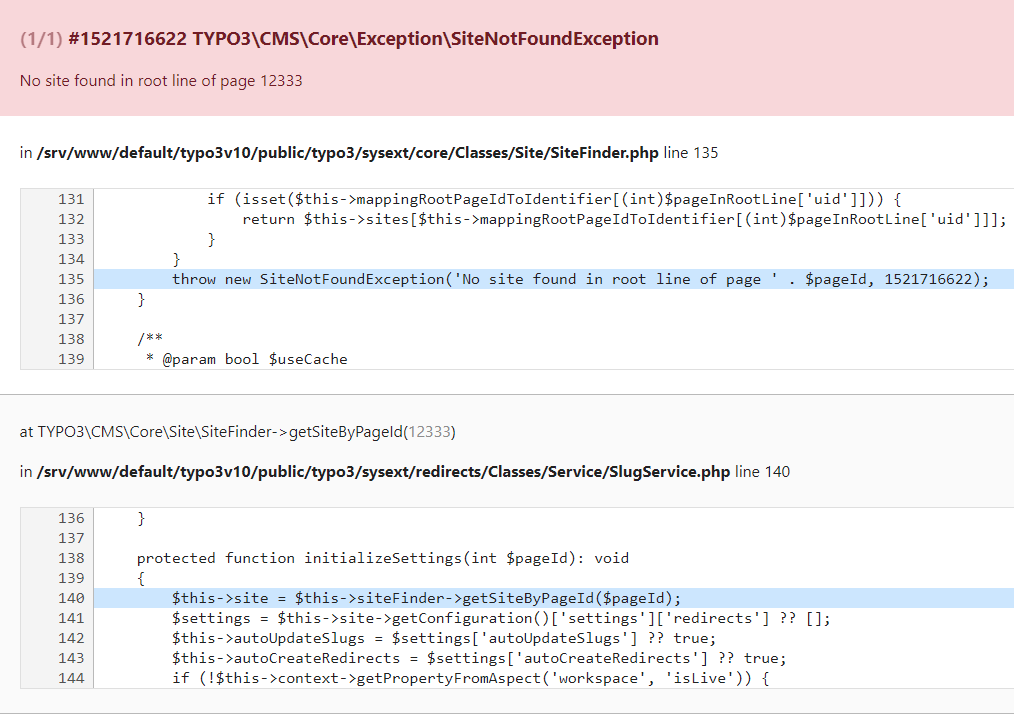 (1/1) #1521716622 TYPO3\CMS\Core\Exception\SiteNotFoundException
No site found in root line of page 12333
in /srv/www/default/typo3v10/public/typo3/sysext/core/Classes/Site/SiteFinder.php line 135
131 if (isset($this->mappingRootPageIdToIdentifier[(int)$pageInRootLine['uid']])) {
132 return $this->sites[$this->mappingRootPageIdToIdentifier[(int)$pageInRootLine['uid']]];
133 }
134 }
135 throw new SiteNotFoundException('No site found in root line of page ' . $pageId, 1521716622);
136 }
137
138 /**
139 * @param bool $useCache
at TYPO3\CMS\Core\Site\SiteFinder->getSiteByPageId(12333)
in /srv/www/default/typo3v10/public/typo3/sysext/redirects/Classes/Service/SlugService.php line 140
136 }
137
138 protected function initializeSettings(int $pageId): void
139 {
140 $this->site = $this->siteFinder->getSiteByPageId($pageId);
141 $settings = $this->site->getConfiguration()['settings']['redirects'] ?? [];
142 $this->autoUpdateSlugs = $settings['autoUpdateSlugs'] ?? true;
143 $this->autoCreateRedirects = $settings['autoCreateRedirects'] ?? true;
144 if (!$this->context->getPropertyFromAspect('workspace', 'isLive')) {